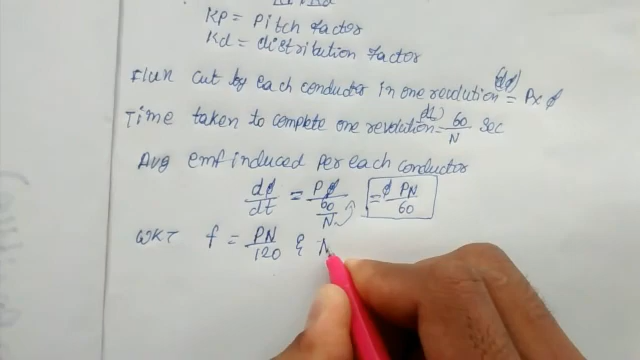 Kp = Pitch factor
Kd = distribution factor
Flux cut by each conductor in one revolution (dϕ) = P×ϕ
Time taken to complete one revolution (dt) = 60/N sec
Avg emf induced per each conductor
dϕ/dt = Pϕ/(60/N) = ϕPN/60
WKT f = PN/120 & N